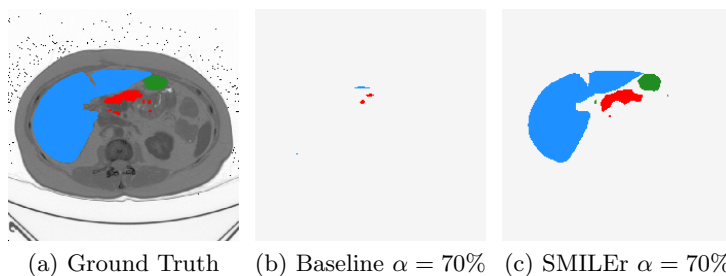 (a) Ground Truth
(b) Baseline α = 70%
(c) SMILEr α = 70%